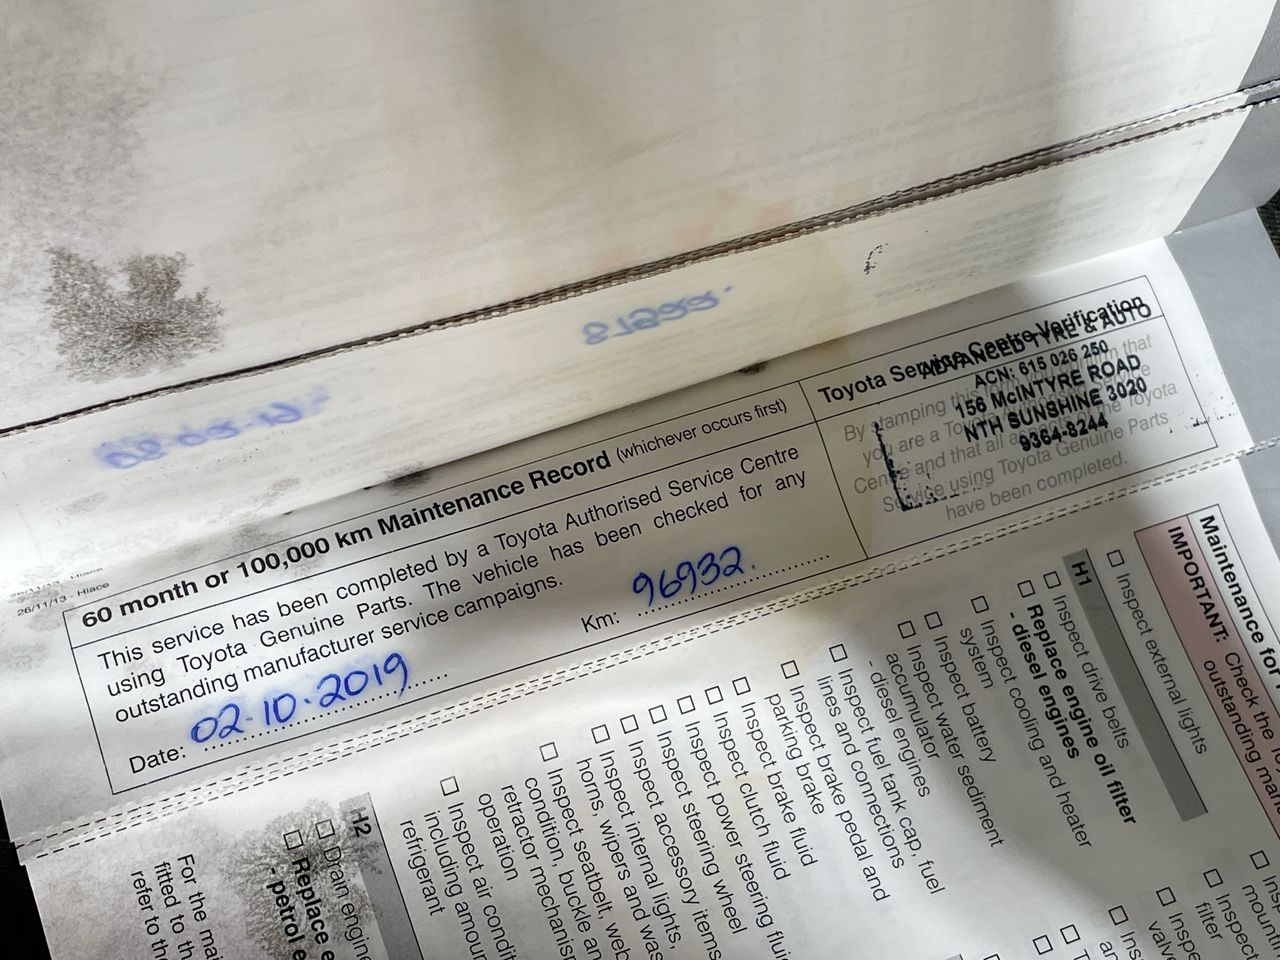 26/11/13 - Hiace
60 month or 100,000 km Maintenance Record (whichever occurs first)
This service has been completed by a Toyota Authorised Service Centre
using Toyota Genuine Parts. The vehicle has been checked for any
outstanding manufacturer service campaigns.
Date: 02.10.2019
Km: 96932.
Toyota Service Centre Verification
By stamping this
you are a Toyota
Centre and that all
Service using Toyota Genuine Parts
have been completed.
ADVANCED TYRE & AUTO
ACN: 615 026 250
156 McINTYRE ROAD
NTH SUNSHINE 3020
9364-8244
Maintenance for
IMPORTANT: Check the
outstanding
H1
Inspect external lights
Inspect drive belts
Replace engine oil filter
- diesel engines
Inspect cooling and heater
system
Inspect battery
Inspect water sediment
accumulator
- diesel engines
Inspect fuel tank cap, fuel
lines and connections
Inspect brake pedal and
parking brake
Inspect brake fluid
Inspect clutch fluid
Inspect power steering
Inspect steering wheel
Inspect accessory items
Inspect internal lights,
horns, wipers and
Inspect seatbelt,
condition, buckle
retractor
operation
Inspect air
including
refrigerant
H2
Drain engine
Replace
- petrol
For the
fitted to
refer to
Inspect
filter